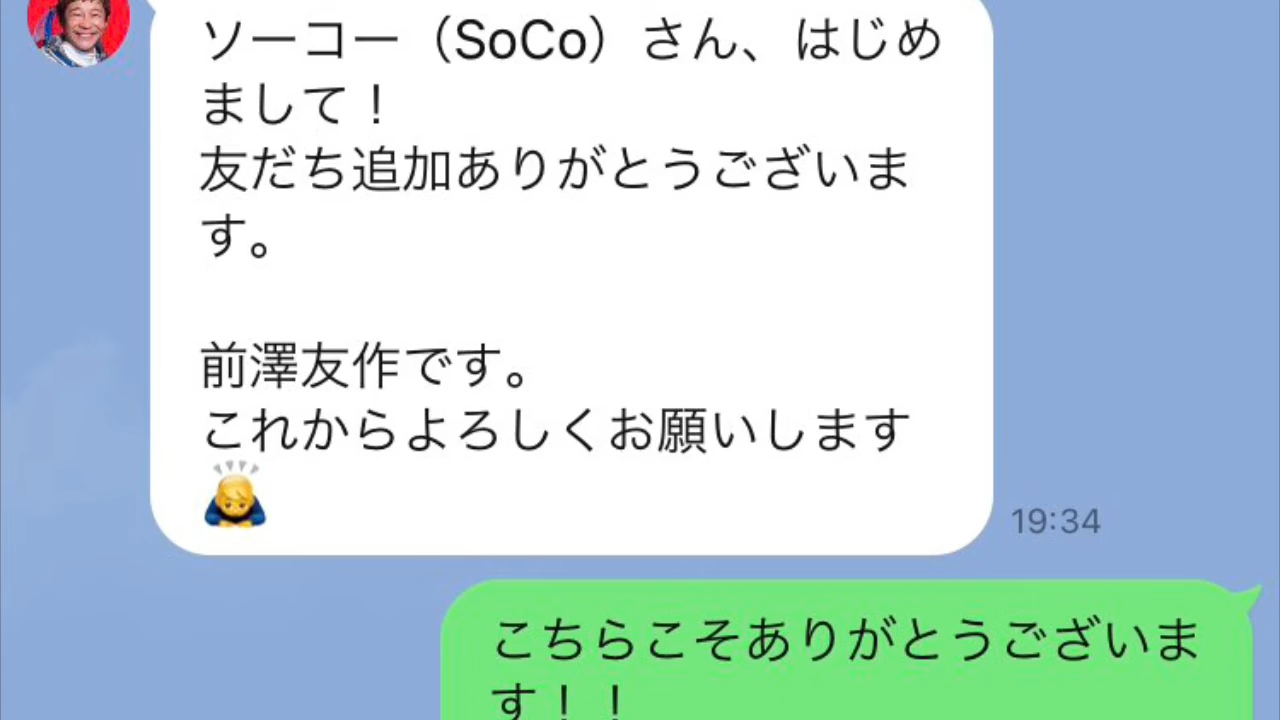 ソーコー（SoCo）さん、はじめ
まして！
友だち追加ありがとうございま
す。
前澤友作です。
これからよろしくお願いします
🙇
19:34
こちらこそありがとうございま
す！！